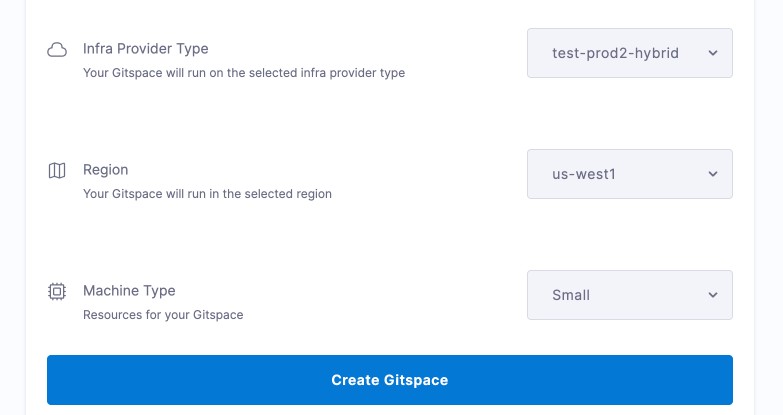 Infra Provider Type
Your Gitspace will run on the selected infra provider type
test-prod2-hybrid
Region
Your Gitspace will run in the selected region
us-west1
Machine Type
Resources for your Gitspace
Small
Create Gitspace